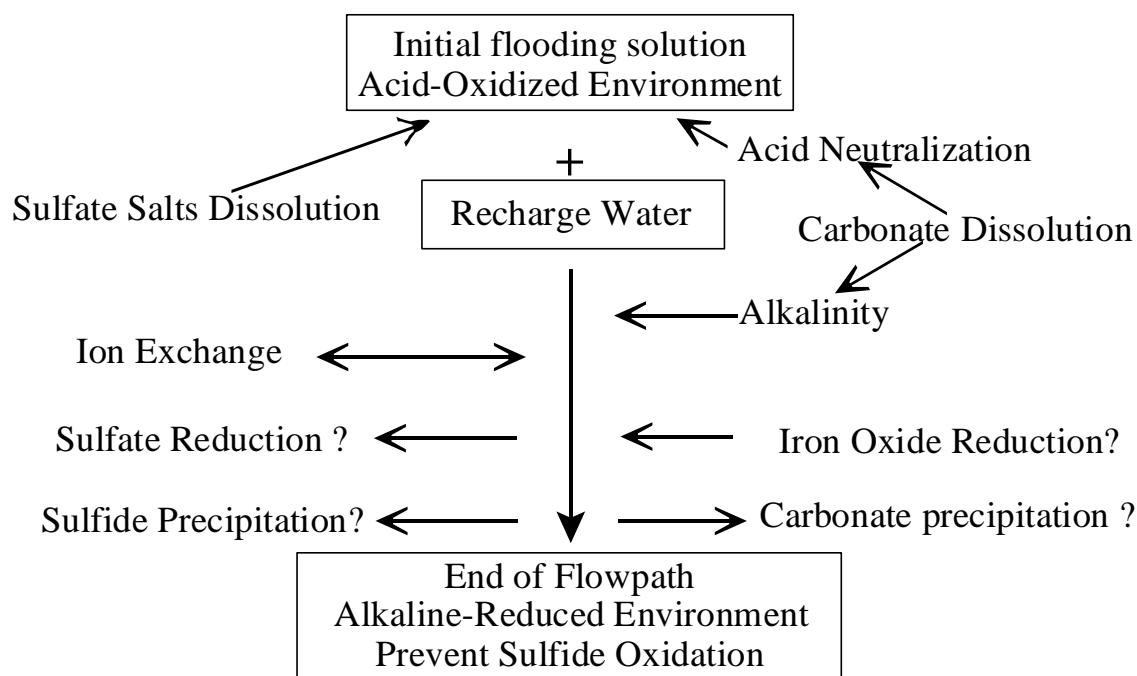 Initial flooding solution
Acid-Oxidized Environment
Acid Neutralization
+
Sulfate Salts Dissolution
Recharge Water
Carbonate Dissolution
Alkalinity
Ion Exchange
Sulfate Reduction ?
Iron Oxide Reduction?
Sulfide Precipitation?
Carbonate precipitation ?
End of Flowpath
Alkaline-Reduced Environment
Prevent Sulfide Oxidation